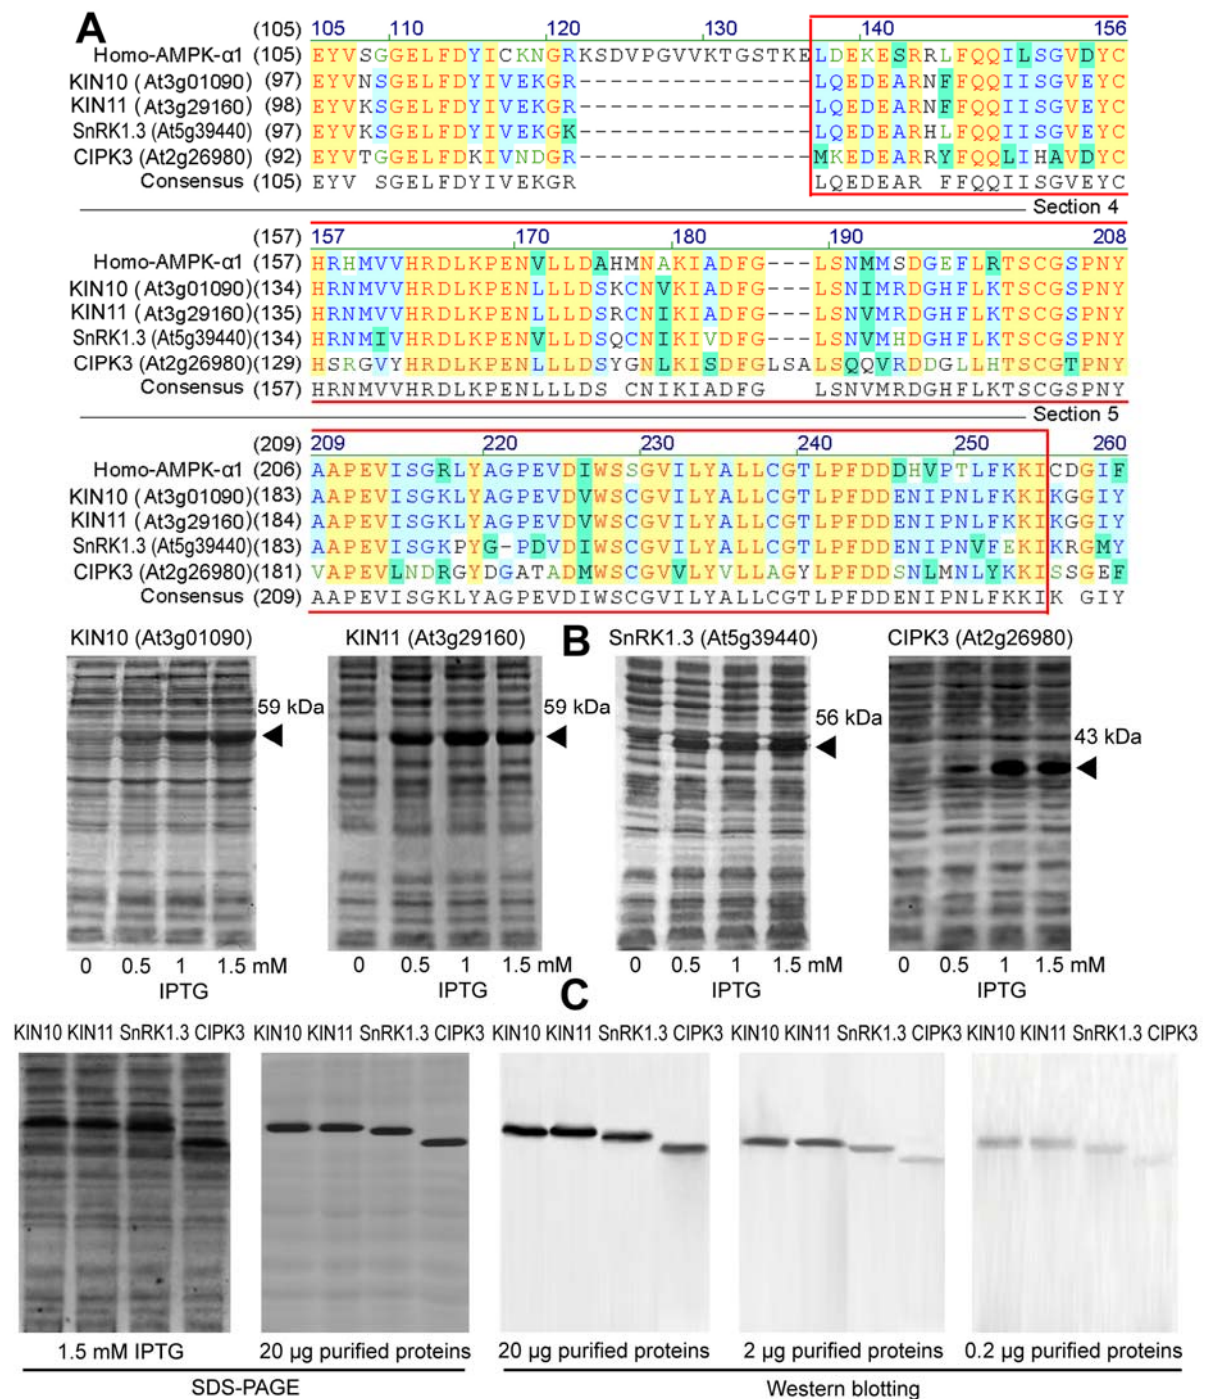 A
(105) 105 110 120 130 140 156
Homo-AMPK-α1 (105) EYVSGGELFDYICKNGRKSDVPGVVKTGSTKELDEKESRRLFQQILSGVDYC
KIN10 (At3g01090) (97) EYVNSGELFDYIVEKGR---------------LQEDEARNFFQQIISGVEYC
KIN11 (At3g29160) (98) EYVKSGELFDYIVEKGR---------------LQEDEARNFFQQIISGVEYC
SnRK1.3 (At5g39440) (97) EYVKSGELFDYIVEKGK---------------LQEDEARHLFQQIISGVEYC
CIPK3 (At2g26980) (92) EYVTGGELFDKIVNDGR---------------MKEDEARRYFQQLIHAVDYC
Consensus (105) EYV SGELFDYIVEKGR LQEDEAR FFQQIISGVEYC
Section 4
(157) 157 170 180 190 208
Homo-AMPK-α1 (157) HRHMVVHRDLKPENVLLDAHMNAKIADFG---LSNMMSDGEFLRTSCGSPNY
KIN10 (At3g01090) (134) HRNMVVHRDLKPENLLLDSKCNVKIADFG---LSNIMRDGHFLKTSCGSPNY
KIN11 (At3g29160) (135) HRNMVVHRDLKPENLLLDSRCNIKIADFG---LSNVMRDGHFLKTSCGSPNY
SnRK1.3 (At5g39440) (134) HRNMIVHRDLKPENVLLDSQCNIKIVDFG---LSNVMHDGHFLKTSCGSPNY
CIPK3 (At2g26980) (129) HSRGVYHRDLKPENLLLDSYGNLKISDFGLSALSQQVRDDGLLHTSCGTPNY
Consensus (157) HRNMVVHRDLKPENLLLDS CNIKIADFG LSNVMRDGHFLKTSCGSPNY
Section 5
(209) 209 220 230 240 250 260
Homo-AMPK-α1 (206) AAPEVISGRLYAGPEVDIWSSGVILYALLCGTLPFDDDHVPTLFKKICDGIF
KIN10 (At3g01090) (183) AAPEVISGKLYAGPEVDVWSCGVILYALLCGTLPFDDENIPNLFKKIKGGIY
KIN11 (At3g29160) (184) AAPEVISGKLYAGPEVDVWSCGVILYALLCGTLPFDDENIPNLFKKIKGGIY
SnRK1.3 (At5g39440) (183) AAPEVISGKPYG-PDVDIWSCGVILYALLCGTLPFDDENIPNVFEKIKRGMY
CIPK3 (At2g26980) (181) VAPEVLNDRGYDGATADMWSCGVVLYVLLAGYLPFDDSNLMNLYKKISSGEF
Consensus (209) AAPEVISGKLYAGPEVDIWSCGVILYALLCGTLPFDDENIPNLFKKIK GIY
KIN10 (At3g01090) KIN11 (At3g29160) B SnRK1.3 (At5g39440) CIPK3 (At2g26980)
59 kDa 59 kDa 56 kDa 43 kDa
0 0.5 1 1.5 mM 0 0.5 1 1.5 mM 0 0.5 1 1.5 mM 0 0.5 1 1.5 mM
IPTG IPTG IPTG IPTG
C
KIN10 KIN11 SnRK1.3 CIPK3 KIN10 KIN11 SnRK1.3 CIPK3 KIN10 KIN11 SnRK1.3 CIPK3 KIN10 KIN11 SnRK1.3 CIPK3 KIN10 KIN11 SnRK1.3 CIPK3
1.5 mM IPTG 20 µg purified proteins 20 µg purified proteins 2 µg purified proteins 0.2 µg purified proteins
SDS-PAGE Western blotting